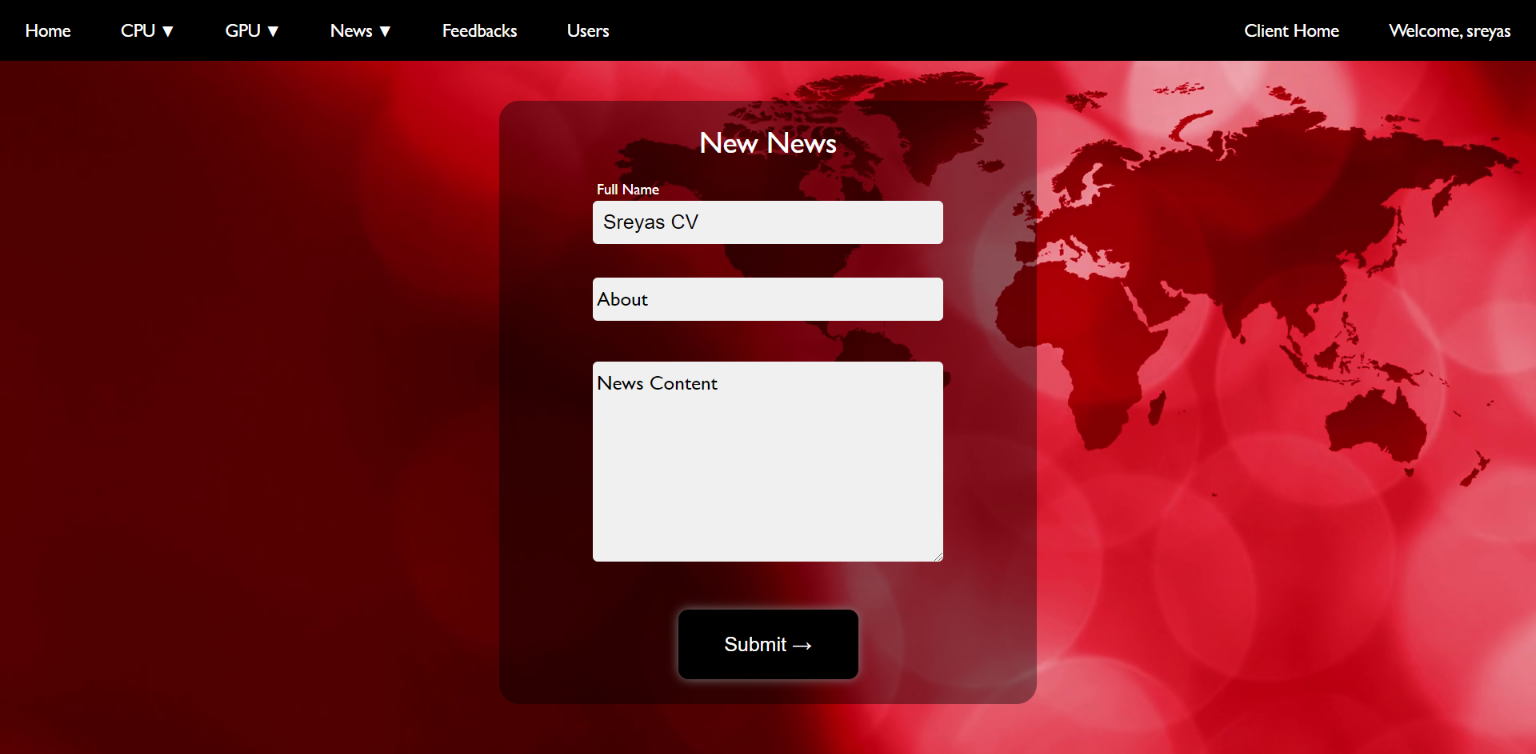 Home CPU ▼ GPU ▼ News ▼ Feedbacks Users Client Home Welcome, sreyas
New News
Full Name
Sreyas CV
About
News Content
Submit →